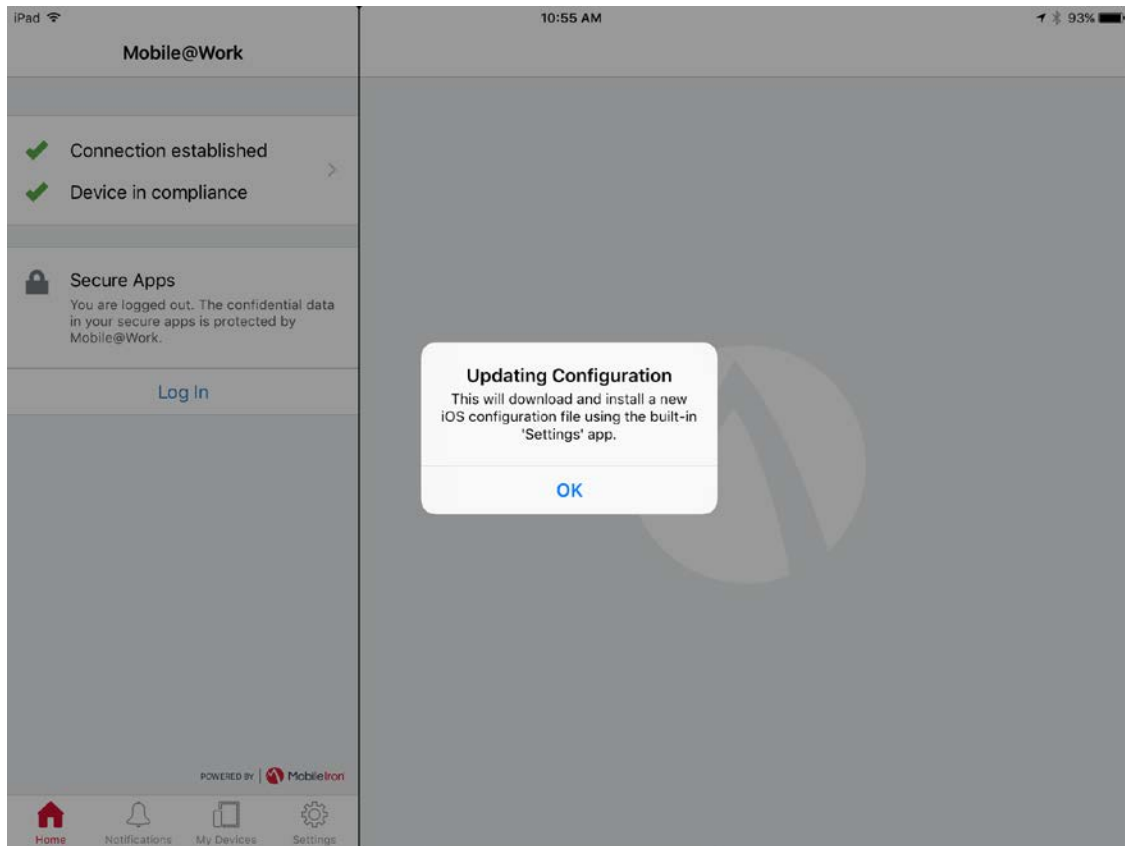 iPad
10:55 AM
93%
Mobile@Work
Connection established
Device in compliance
Secure Apps
You are logged out. The confidential data
in your secure apps is protected by
Mobile@Work.
Log In
Updating Configuration
This will download and install a new
iOS configuration file using the built-in
'Settings' app.
OK
POWERED BY | MobileIron
Home
Notifications
My Devices
Settings